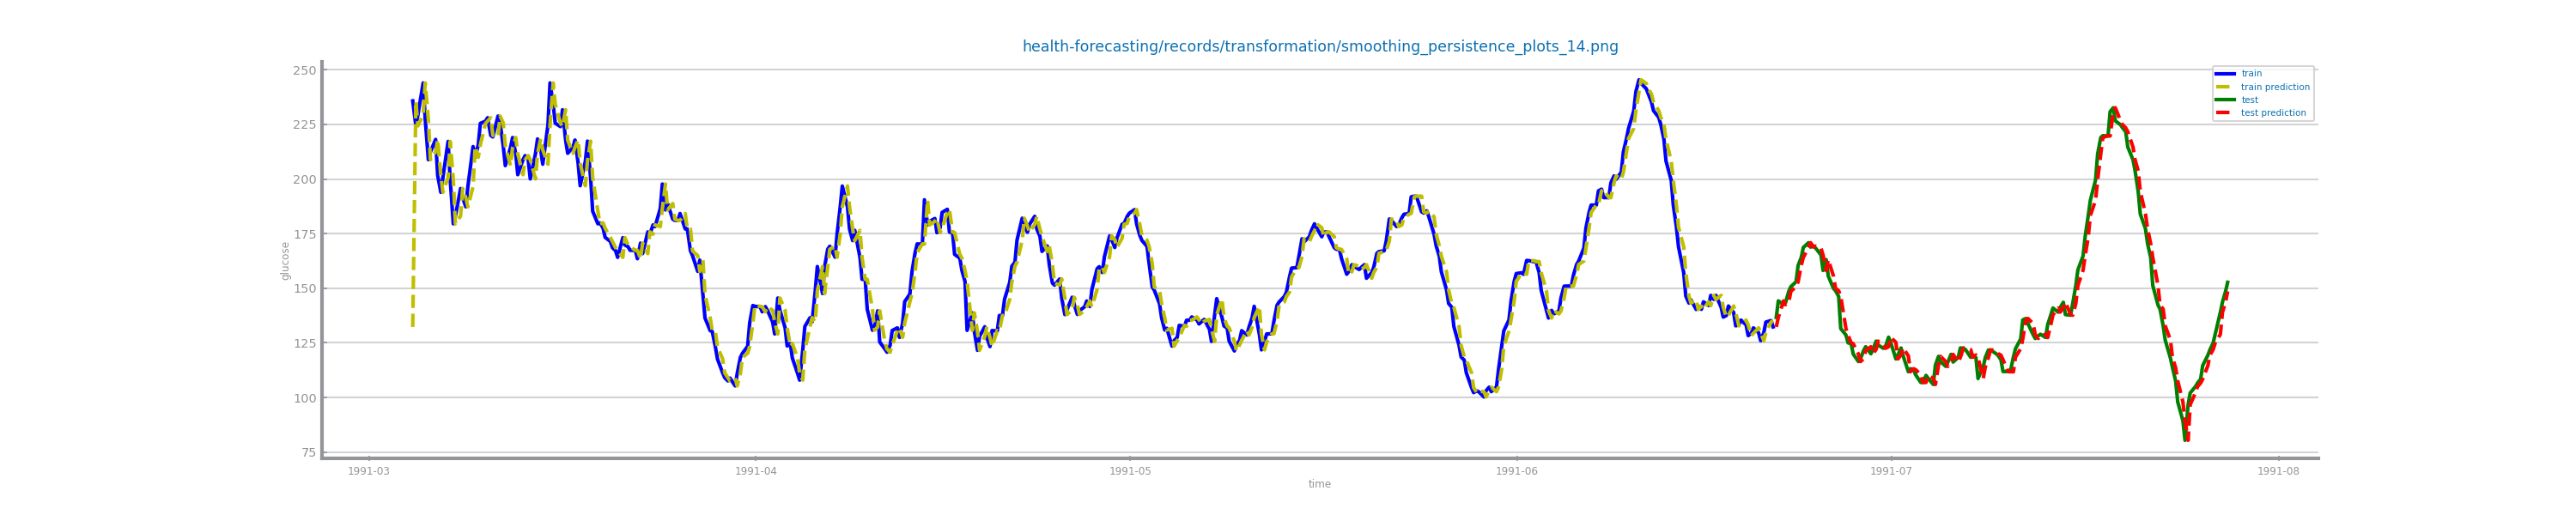 health-forecasting/records/transformation/smoothing_persistence_plots_14.png
250
225
200
175
150
125
100
75
glucose
train
train prediction
test
test prediction
1991-03
1991-04
1991-05
1991-06
1991-07
1991-08
time